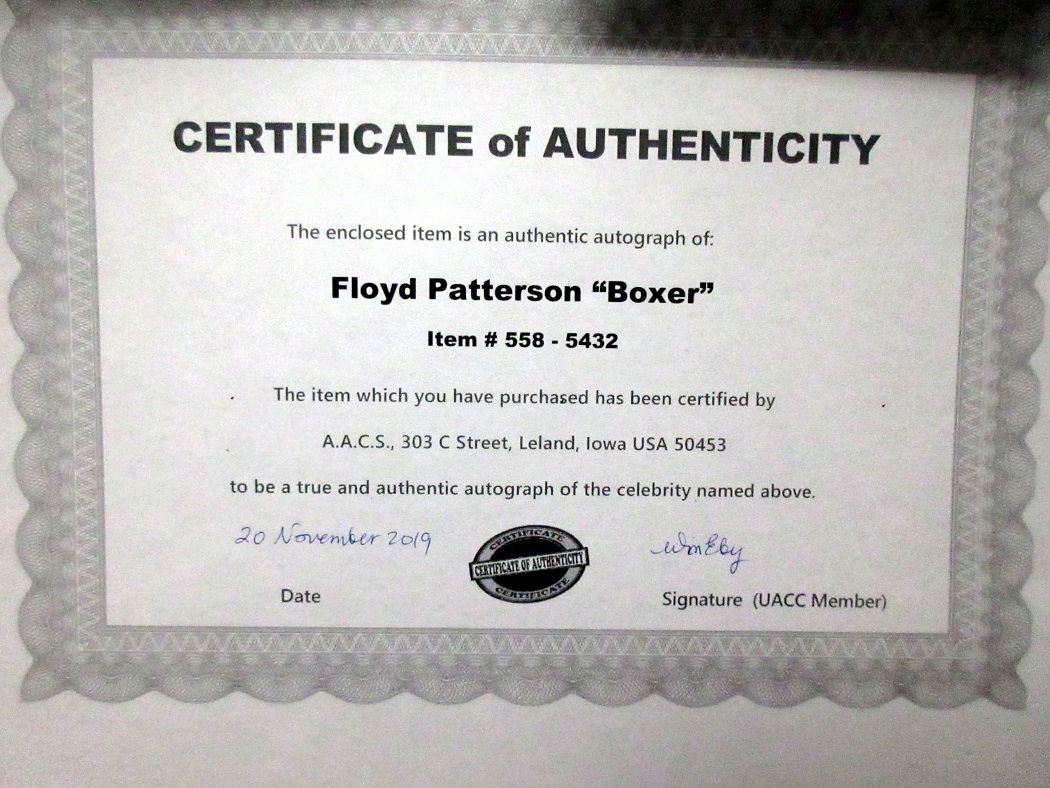 CERTIFICATE of AUTHENTICITY
The enclosed item is an authentic autograph of:
Floyd Patterson “Boxer”
Item # 558 - 5432
The item which you have purchased has been certified by
A.A.C.S., 303 C Street, Leland, Iowa USA 50453
to be a true and authentic autograph of the celebrity named above.
20 November 2019
CERTIFICATE
CERTIFICATE OF AUTHENTICITY
CERTIFICATE
Date
Signature (UACC Member)